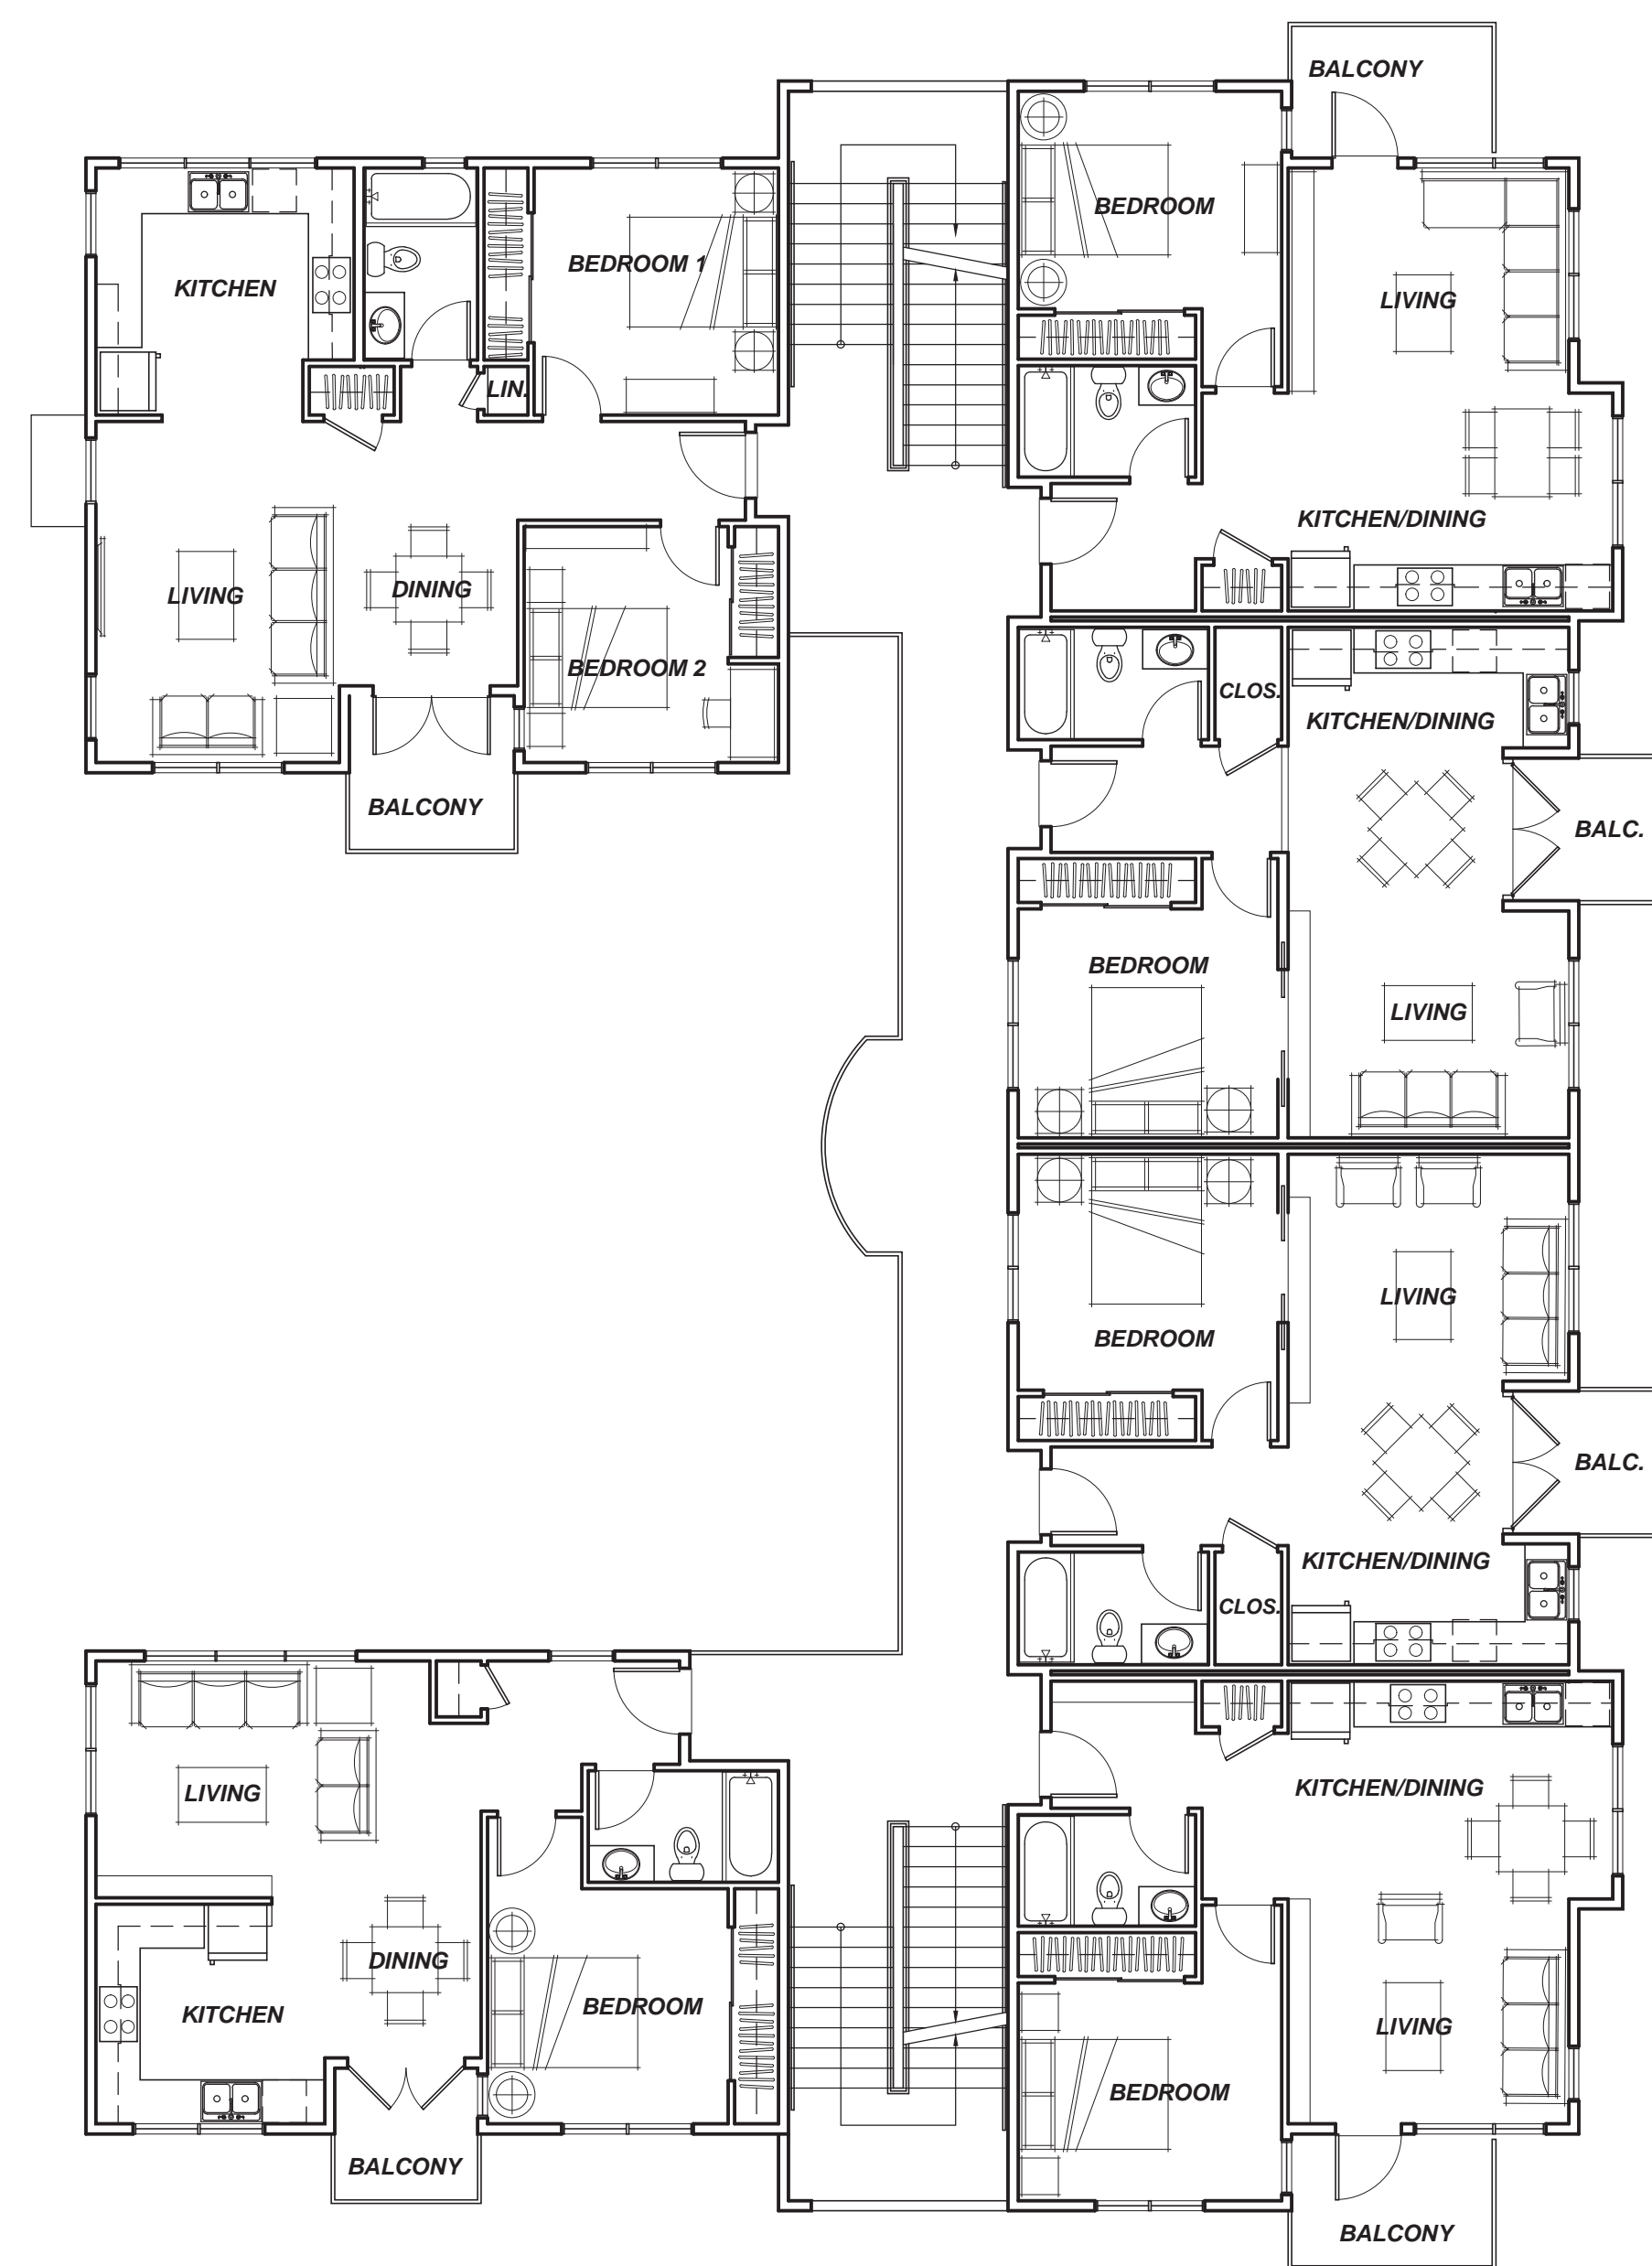 BALCONY
BEDROOM
BEDROOM 1
KITCHEN
LIVING
LIN.
KITCHEN/DINING
LIVING
DINING
BEDROOM 2
CLOS.
KITCHEN/DINING
BALCONY
BALC.
BEDROOM
LIVING
LIVING
BEDROOM
BALC.
KITCHEN/DINING
CLOS.
LIVING
KITCHEN/DINING
DINING
BEDROOM
KITCHEN
LIVING
BEDROOM
BALCONY
BALCONY